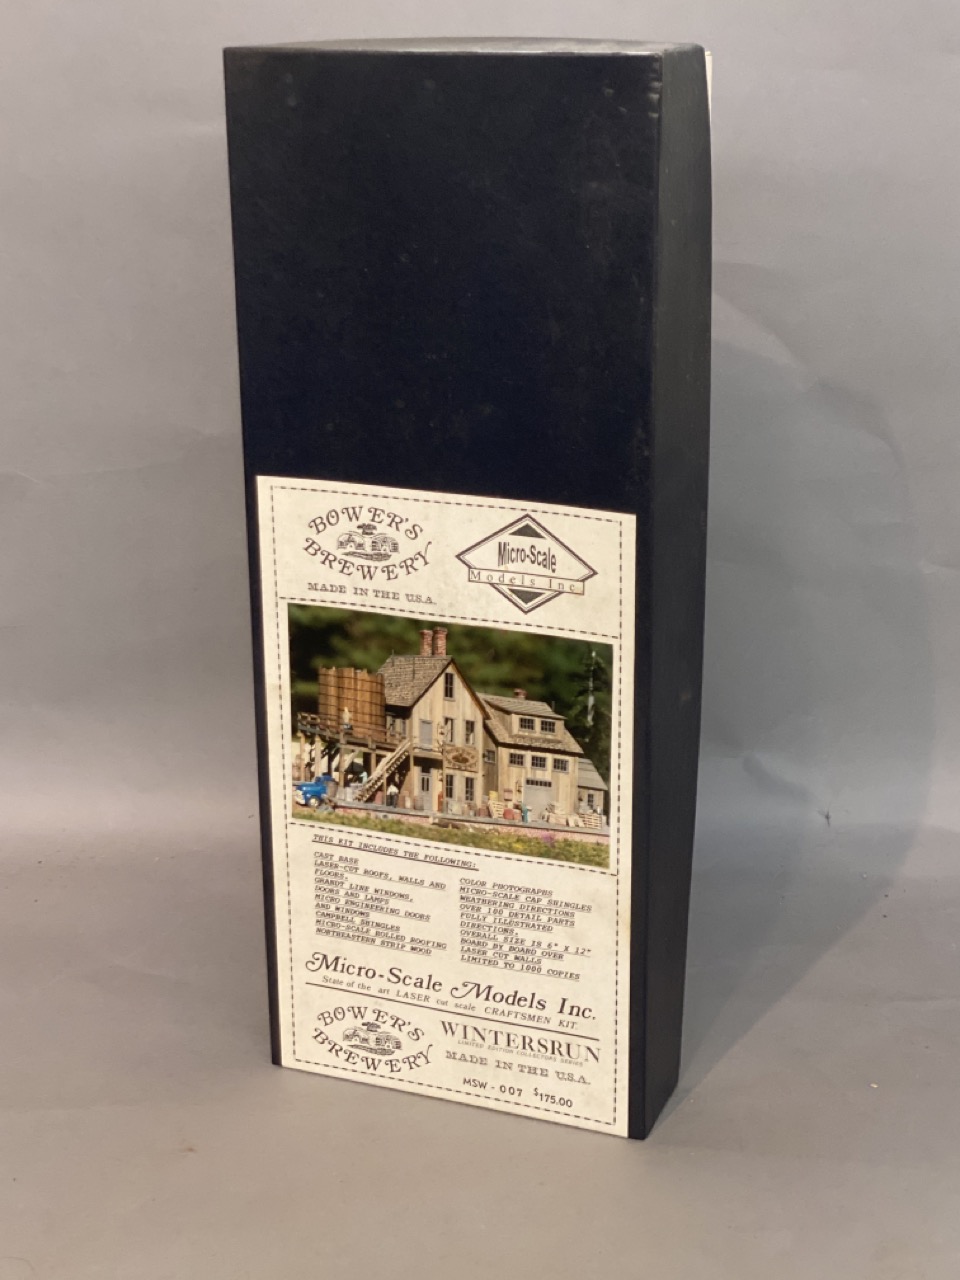 BOWER'S
BREWERY
MADE IN THE U.S.A.
Micro-Scale
Models Inc.
THIS KIT INCLUDES THE FOLLOWING:
CAST BASE
LASER-CUT ROOFS, WALLS AND
FLOORS.
GRANDT LINE WINDOWS,
DOORS AND LAMPS
MICRO ENGINEERING DOORS
AND WINDOWS
CAMPBELL SHINGLES
MICRO-SCALE ROLLED ROOFING
NORTHEASTERN STRIP WOOD
COLOR PHOTOGRAPHS
MICRO-SCALE CAP SHINGLES
WEATHERING DIRECTIONS
OVER 100 DETAIL PARTS
FULLY ILLUSTRATED
DIRECTIONS.
OVERALL SIZE IS 6" X 12"
BOARD BY BOARD OVER
LASER CUT WALLS
LIMITED TO 1000 COPIES
Micro-Scale Models Inc.
State of the art LASER cut scale CRAFTSMEN KIT.
BOWER'S
BREWERY
WINTERSRUN
LIMITED EDITION COLLECTORS SERIES
MADE IN THE U.S.A.
MSW - 007 $175.00